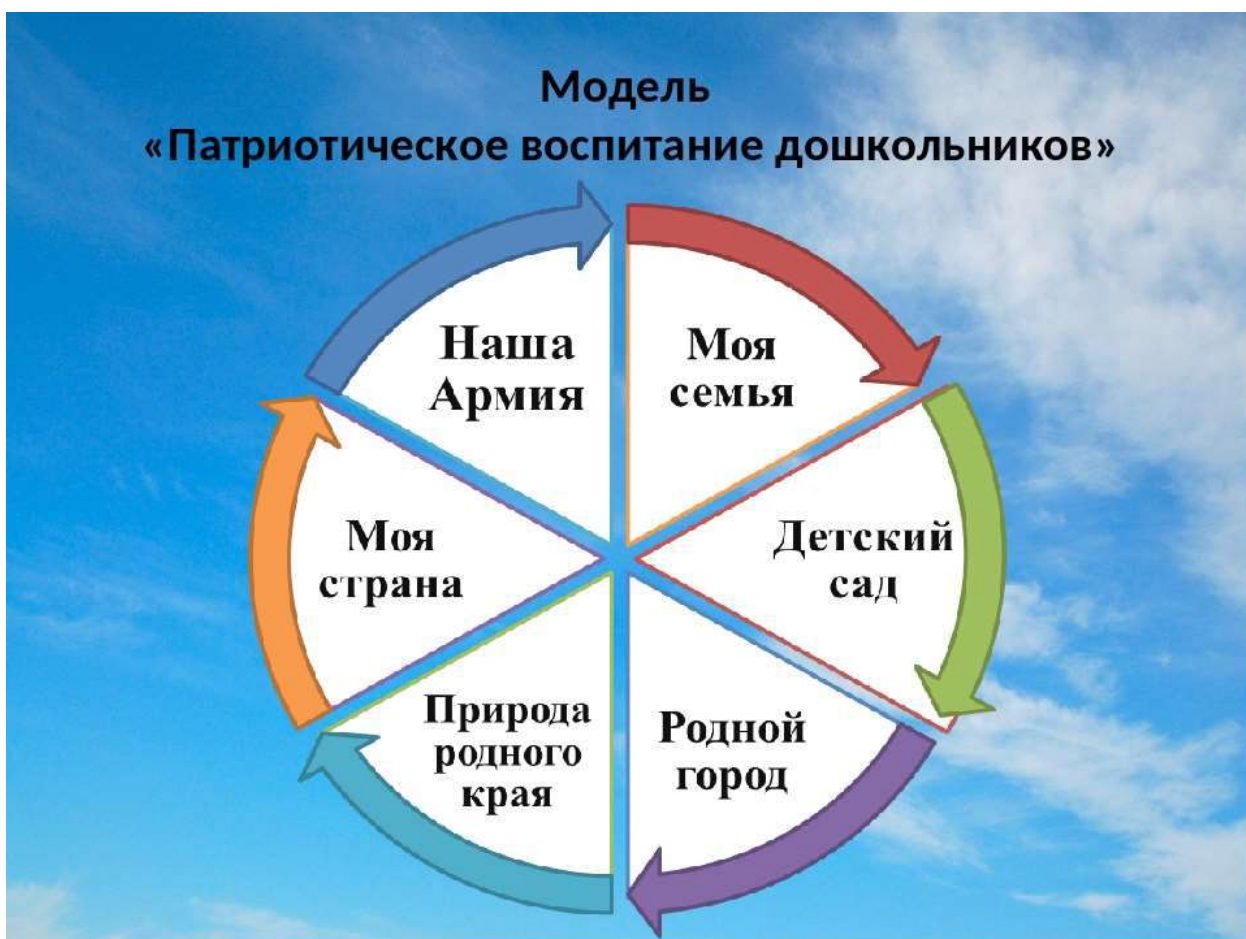 Модель
«Патриотическое воспитание дошкольников»
Наша
Армия
Моя
семья
Моя
страна
Детский
сад
Природа
родного
края
Родной
город